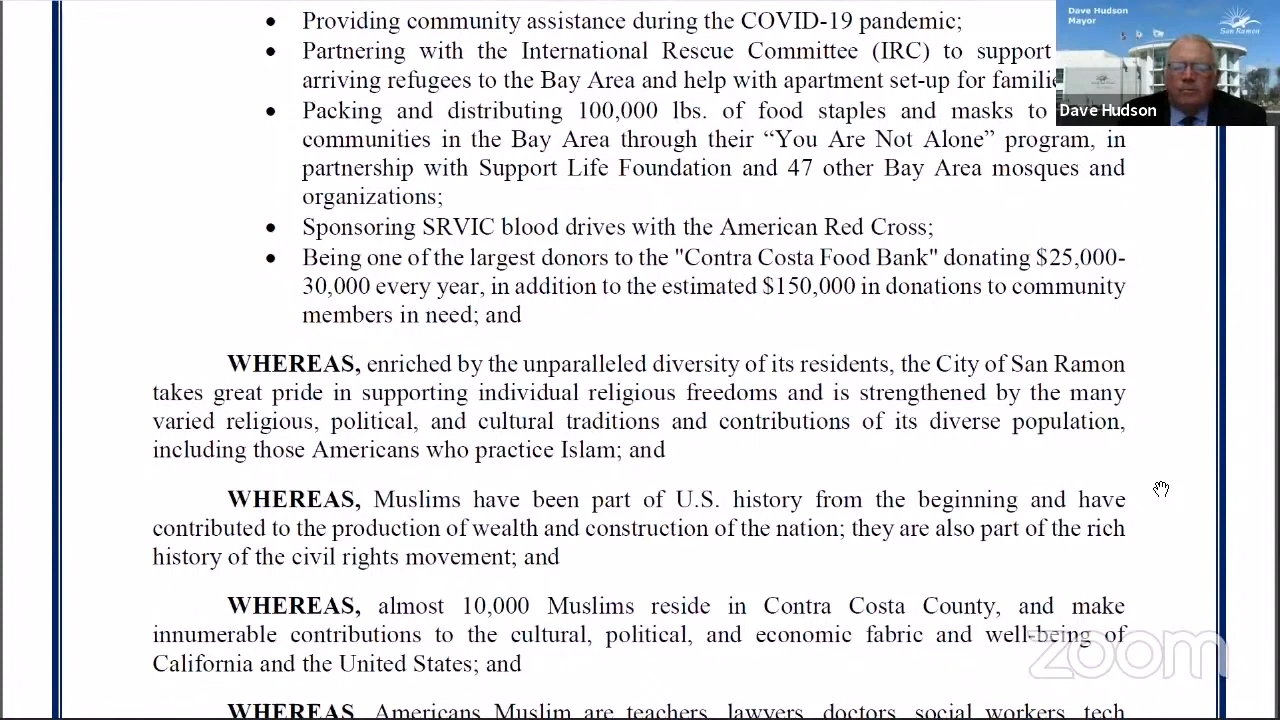 Providing community assistance during the COVID-19 pandemic;
Partnering with the International Rescue Committee (IRC) to support
arriving refugees to the Bay Area and help with apartment set-up for
Packing and distributing 100,000 lbs. of food staples and masks to
communities in the Bay Area through their “You Are Not Alone” program, in
partnership with Support Life Foundation and 47 other Bay Area mosques and
organizations;
Sponsoring SRVIC blood drives with the American Red Cross;
Being one of the largest donors to the "Contra Costa Food Bank" donating $25,000-
30,000 every year, in addition to the estimated $150,000 in donations to community
members in need; and
WHEREAS, enriched by the unparalleled diversity of its residents, the City of San Ramon
takes great pride in supporting individual religious freedoms and is strengthened by the many
varied religious, political, and cultural traditions and contributions of its diverse population,
including those Americans who practice Islam; and
WHEREAS, Muslims have been part of U.S. history from the beginning and have
contributed to the production of wealth and construction of the nation; they are also part of the rich
history of the civil rights movement; and
WHEREAS, almost 10,000 Muslims reside in Contra Costa County, and make
innumerable contributions to the cultural, political, and economic fabric and well-being of
California and the United States; and
WHEREAS, Americans Muslim are teachers, lawyers, doctors, social workers, tech
Dave Hudson
Mayor
San Ramon
Dave Hudson
zoom